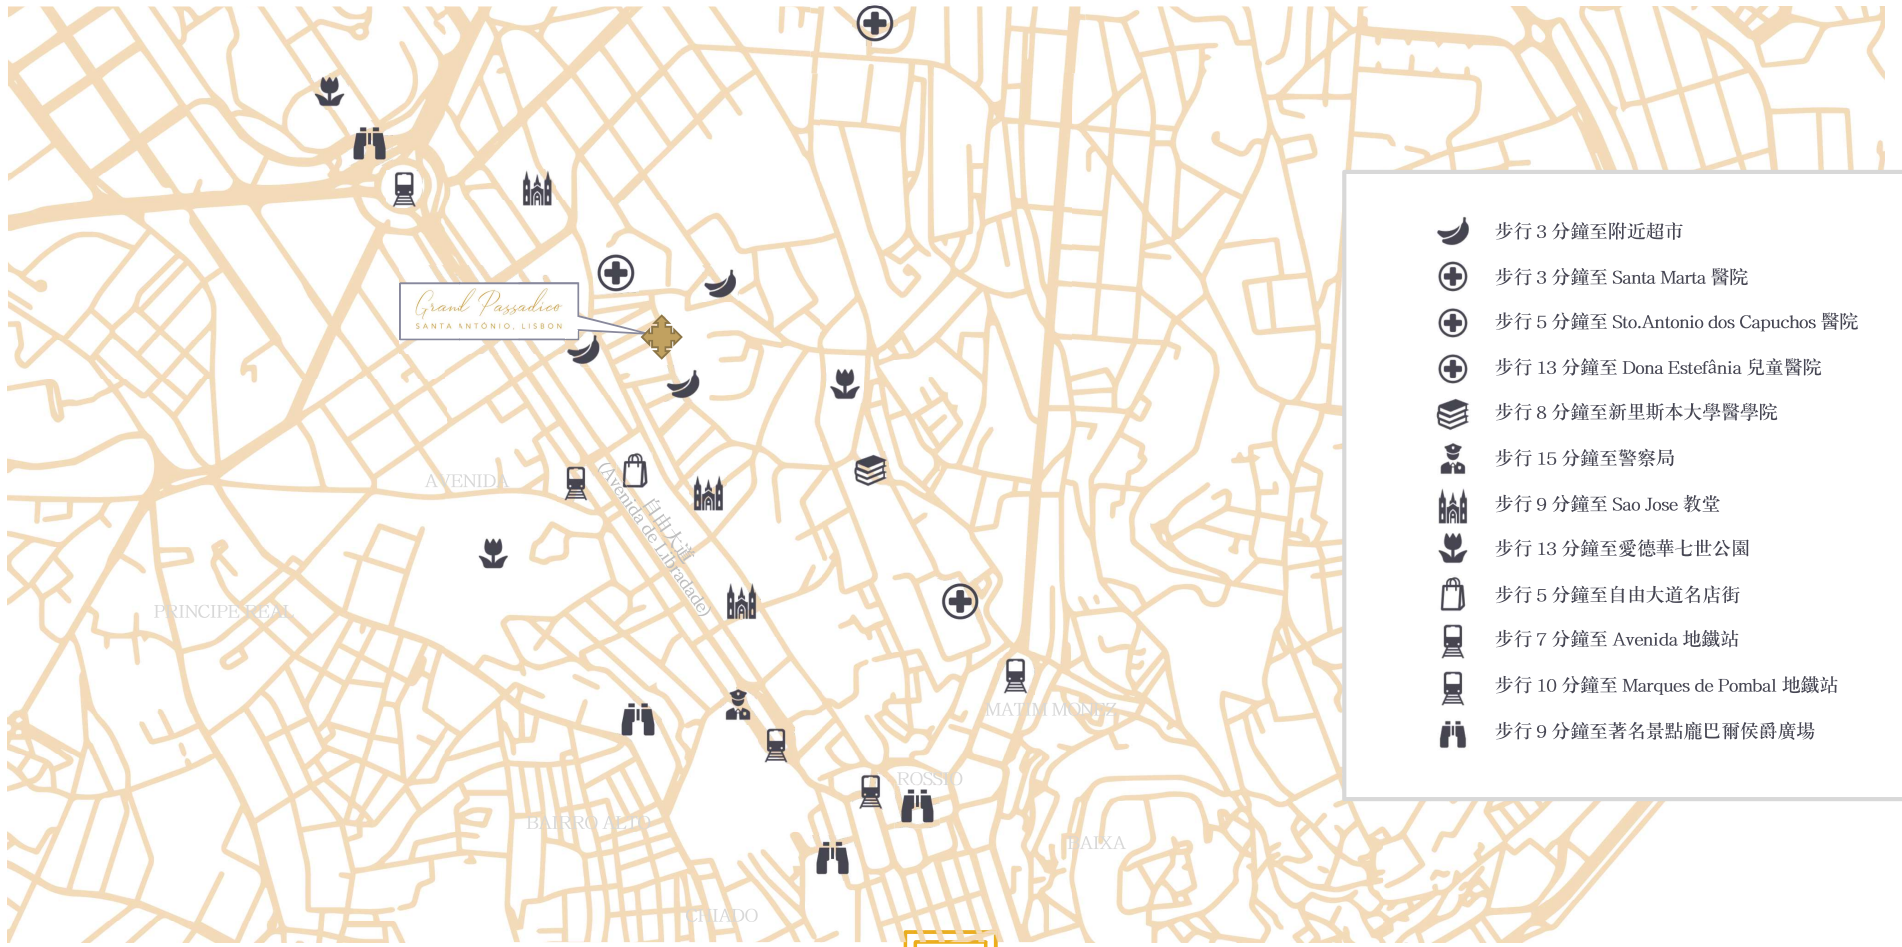 Grand Passadico
SANTA ANTÓNIO, LISBON
AVENIDA
自由大道
(Avenida de Libradade)
PRINCIPE REAL
MATIM MONEZ
ROSSIO
BAIRRO ALTO
BAIXA
CHIADO
步行 3 分鐘至附近超市
步行 3 分鐘至 Santa Marta 醫院
步行 5 分鐘至 Sto.Antonio dos Capuchos 醫院
步行 13 分鐘至 Dona Estefânia 兒童醫院
步行 8 分鐘至新里斯本大學醫學院
步行 15 分鐘至警察局
步行 9 分鐘至 Sao Jose 教堂
步行 13 分鐘至愛德華七世公園
步行 5 分鐘至自由大道名店街
步行 7 分鐘至 Avenida 地鐵站
步行 10 分鐘至 Marques de Pombal 地鐵站
步行 9 分鐘至著名景點龐巴爾侯爵廣場